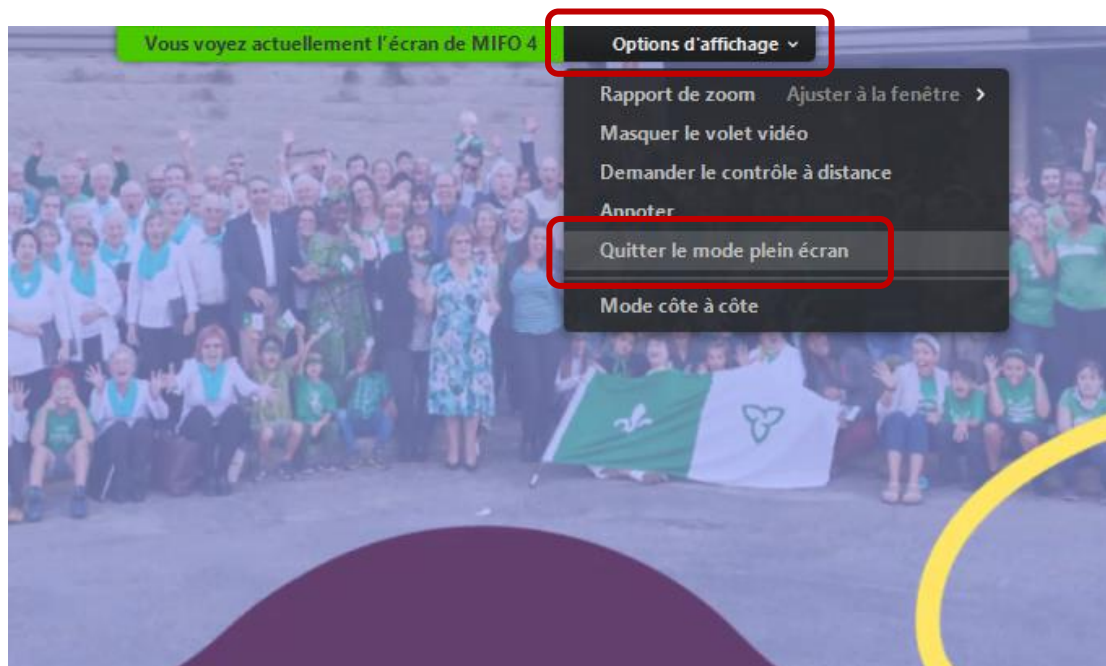 Vous voyez actuellement l'écran de MIFO 4 Options d'affichage
Rapport de zoom Ajuster à la fenêtre
Masquer le volet vidéo
Demander le contrôle à distance
Annoter
Quitter le mode plein écran
Mode côte à côte